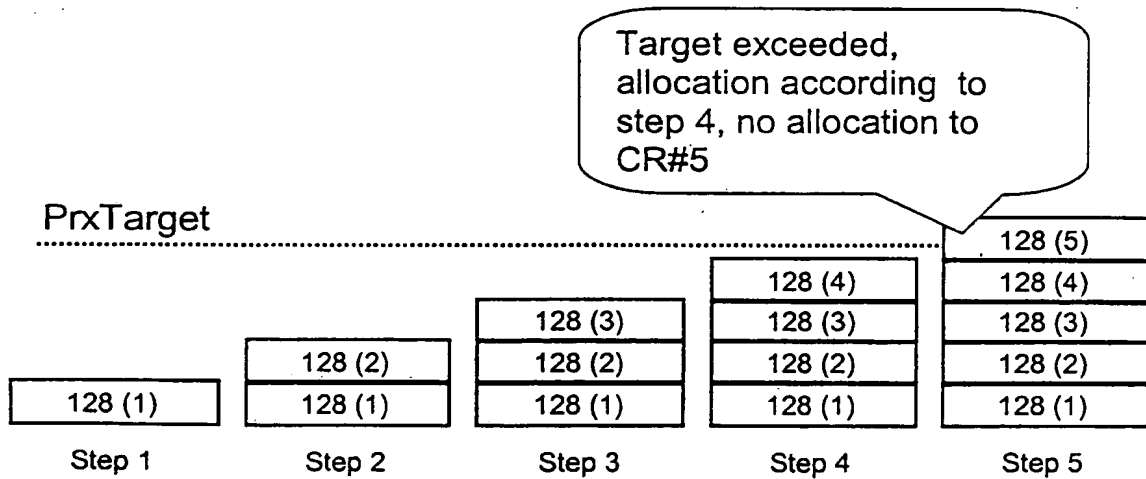 Target exceeded,
allocation according to
step 4, no allocation to
CR#5
PrxTarget
128 (5)
128 (4) 128 (4)
128 (3) 128 (3) 128 (3)
128 (2) 128 (2) 128 (2) 128 (2)
128 (1) 128 (1) 128 (1) 128 (1) 128 (1)
Step 1 Step 2 Step 3 Step 4 Step 5